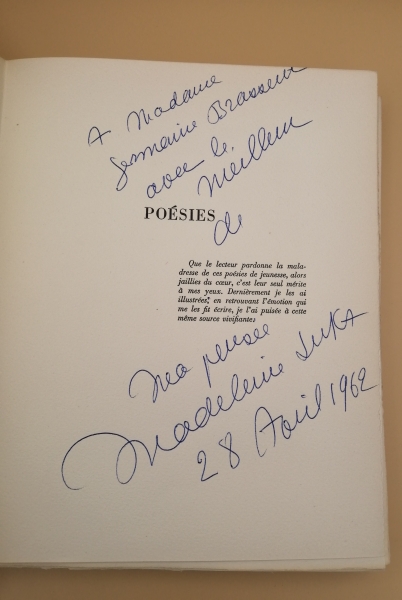 A Madame
Germaine Brasseur
avec le
meilleur
POÉSIES
de
Que le lecteur pardonne la mala-
dresse de ces poésies de jeunesse, alors
jaillies du cœur, c'est leur seul mérite
à mes yeux. Dernièrement je les ai
illustrées, en retrouvant l'émotion qui
me les fit écrire, je l'ai puisée à cette
même source vivifiante.
Ma pensée
Madeleine LUKA
28 Avril 1962